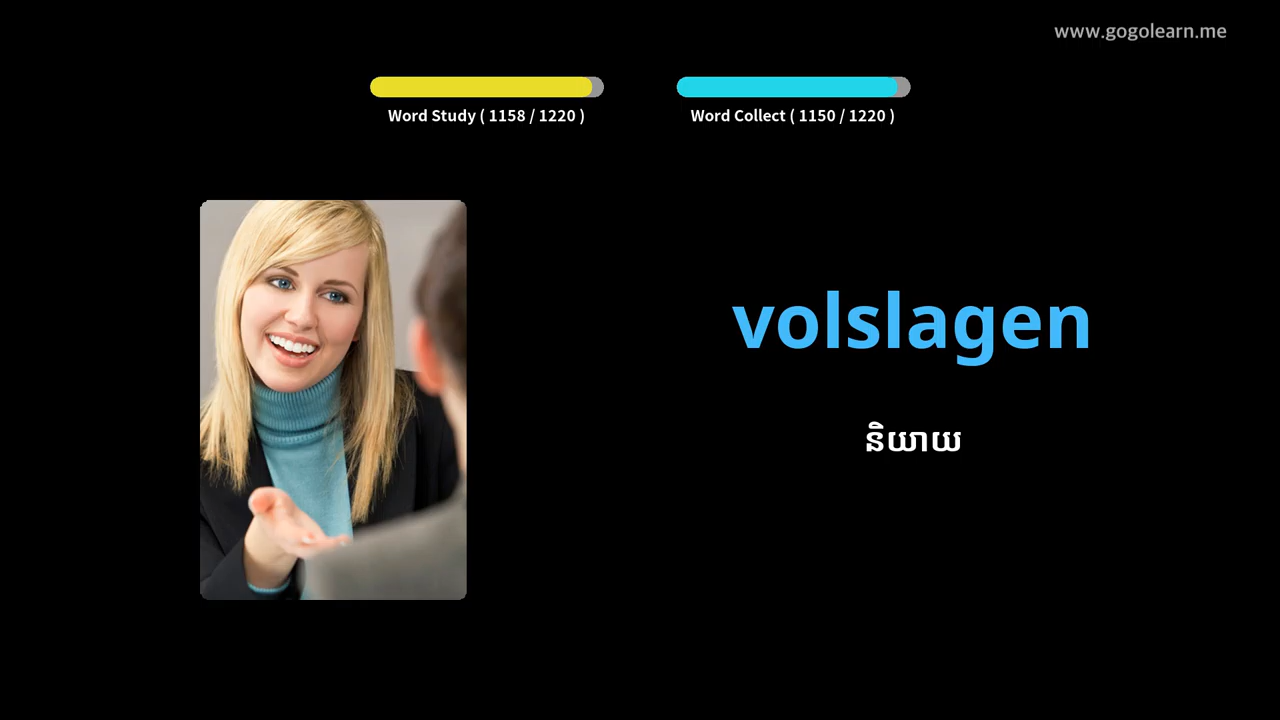 www.gogolearn.me
Word Study ( 1158 / 1220 )
Word Collect ( 1150 / 1220 )
volslagen
និយាយ